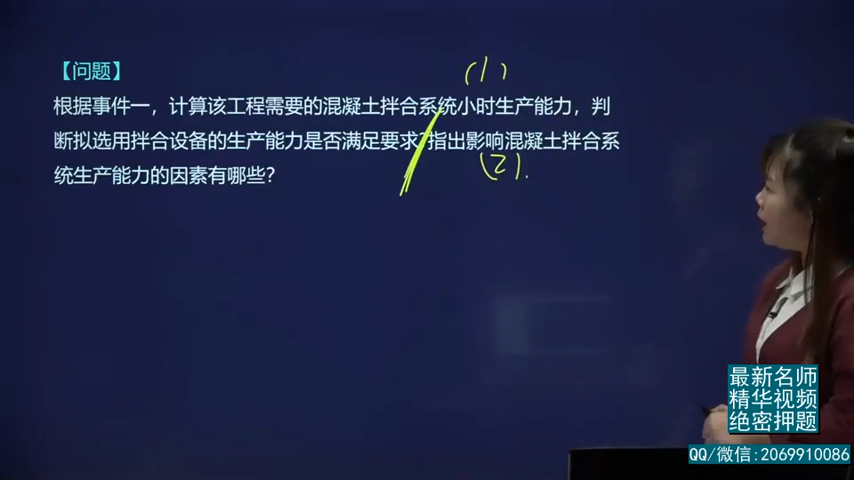 【问题】
(1)
根据事件一，计算该工程需要的混凝土拌合系统小时生产能力，判
断拟选用拌合设备的生产能力是否满足要求?指出影响混凝土拌合系
(2).
统生产能力的因素有哪些?
最新名师
精华视频
绝密押题
QQ/微信:2069910086